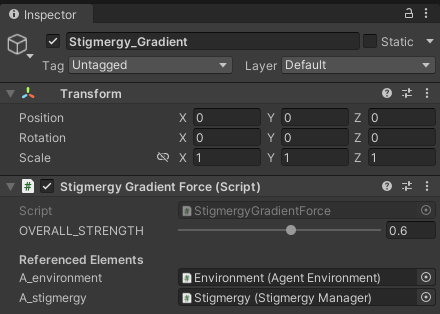 Inspector
Stigmergy_Gradient Static
Tag Untagged Layer Default
Transform
Position X 0 Y 0 Z 0
Rotation X 0 Y 0 Z 0
Scale X 1 Y 1 Z 1
# Stigmergy Gradient Force (Script)
Script # StigmergyGradientForce
OVERALL_STRENGTH 0.6
Referenced Elements
A_environment # Environment (Agent Environment)
A_stigmergy # Stigmergy (Stigmergy Manager)